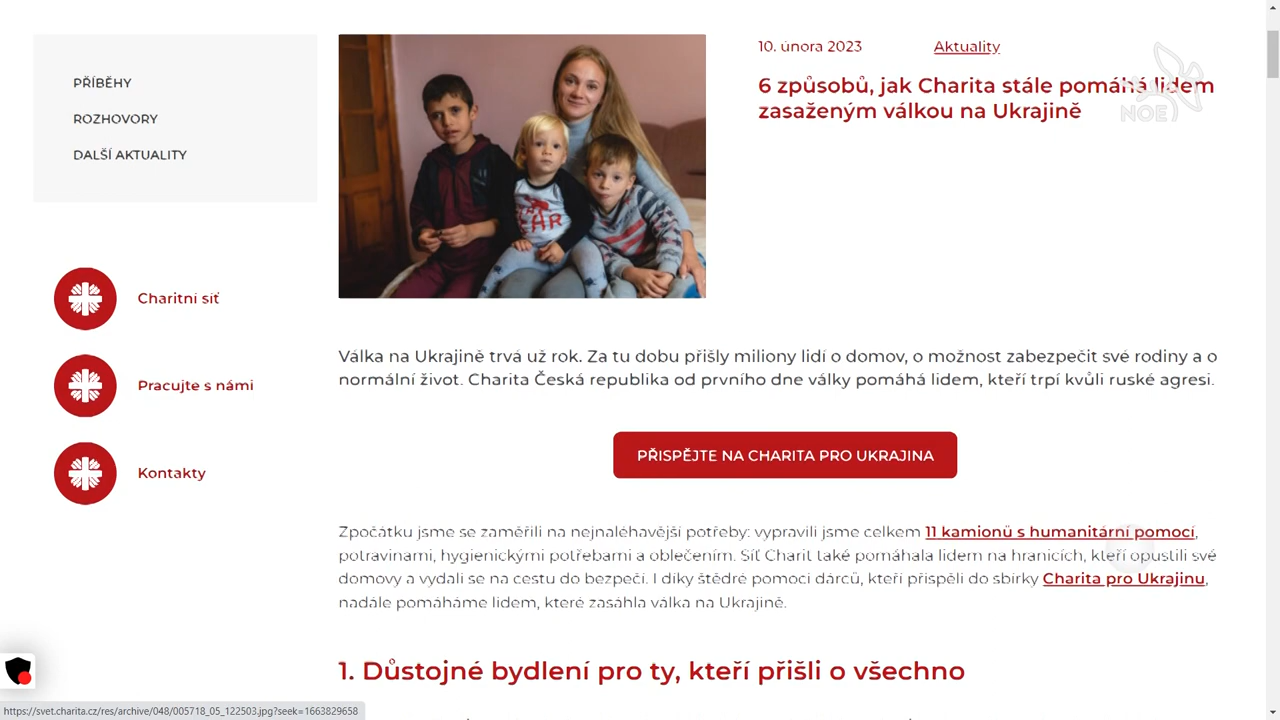 PŘÍBĚHY
ROZHOVORY
DALŠÍ AKTUALITY
Charitní síť
Pracujte s námi
Kontakty
10. února 2023
Aktuality
6 způsobů, jak Charita stále pomáhá lidem
zasaženým válkou na Ukrajině
NOE
Válka na Ukrajině trvá už rok. Za tu dobu přišly miliony lidí o domov, o možnost zabezpečit své rodiny a o
normální život. Charita Česká republika od prvního dne války pomáhá lidem, kteří trpí kvůli ruské agresi.
PŘISPĚJTE NA CHARITA PRO UKRAJINA
Zpočátku jsme se zaměřili na nejnaléhavější potřeby: vypravili jsme celkem 11 kamionů s humanitární pomocí,
potravinami, hygienickými potřebami a oblečením. Síť Charit také pomáhala lidem na hranicích, kteří opustili své
domovy a vydali se na cestu do bezpečí. I díky štědré pomoci dárců, kteří přispěli do sbírky Charita pro Ukrajinu,
nadále pomáháme lidem, které zasáhla válka na Ukrajině.
1. Důstojné bydlení pro ty, kteří přišli o všechno
https://svet.charita.cz/res/archive/048/005718_05_122503.jpg?seek=1663829658